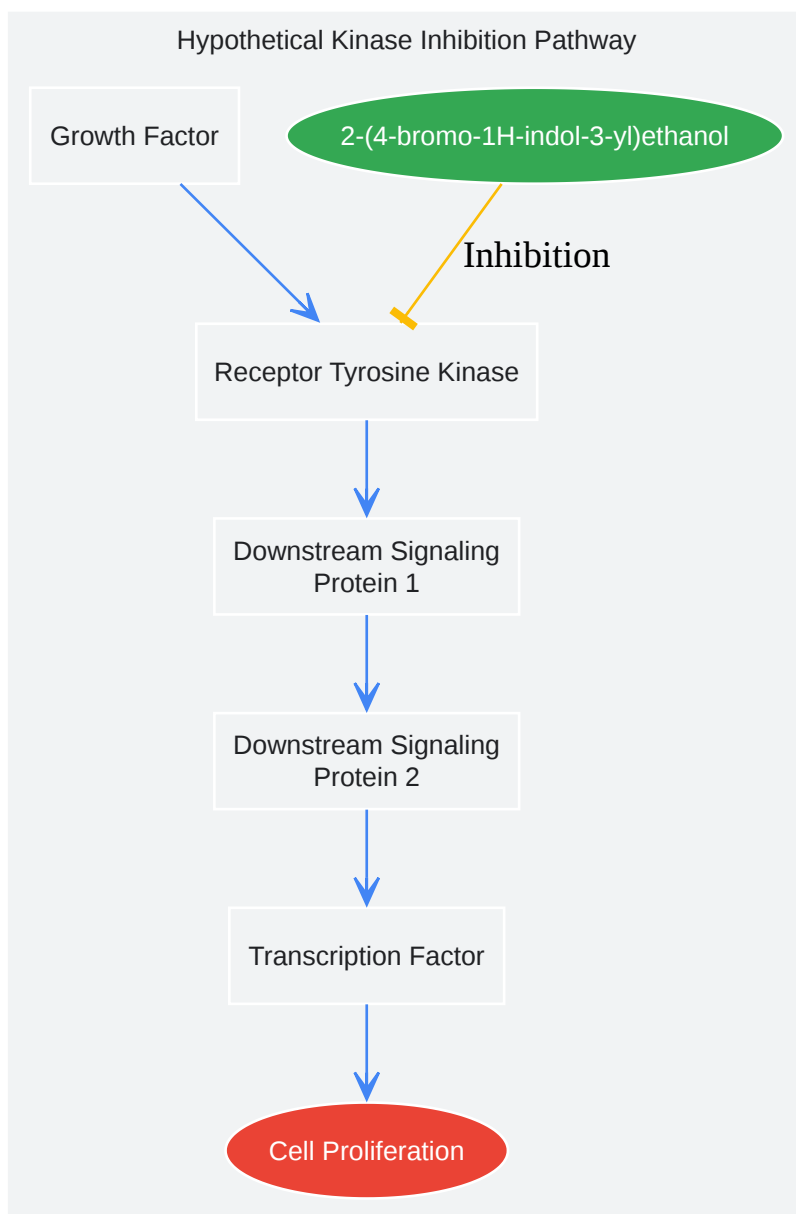 Hypothetical Kinase Inhibition Pathway
Growth Factor
2-(4-bromo-1H-indol-3-yl)ethanol
Inhibition
Receptor Tyrosine Kinase
Downstream Signaling
Protein 1
Downstream Signaling
Protein 2
Transcription Factor
Cell Proliferation